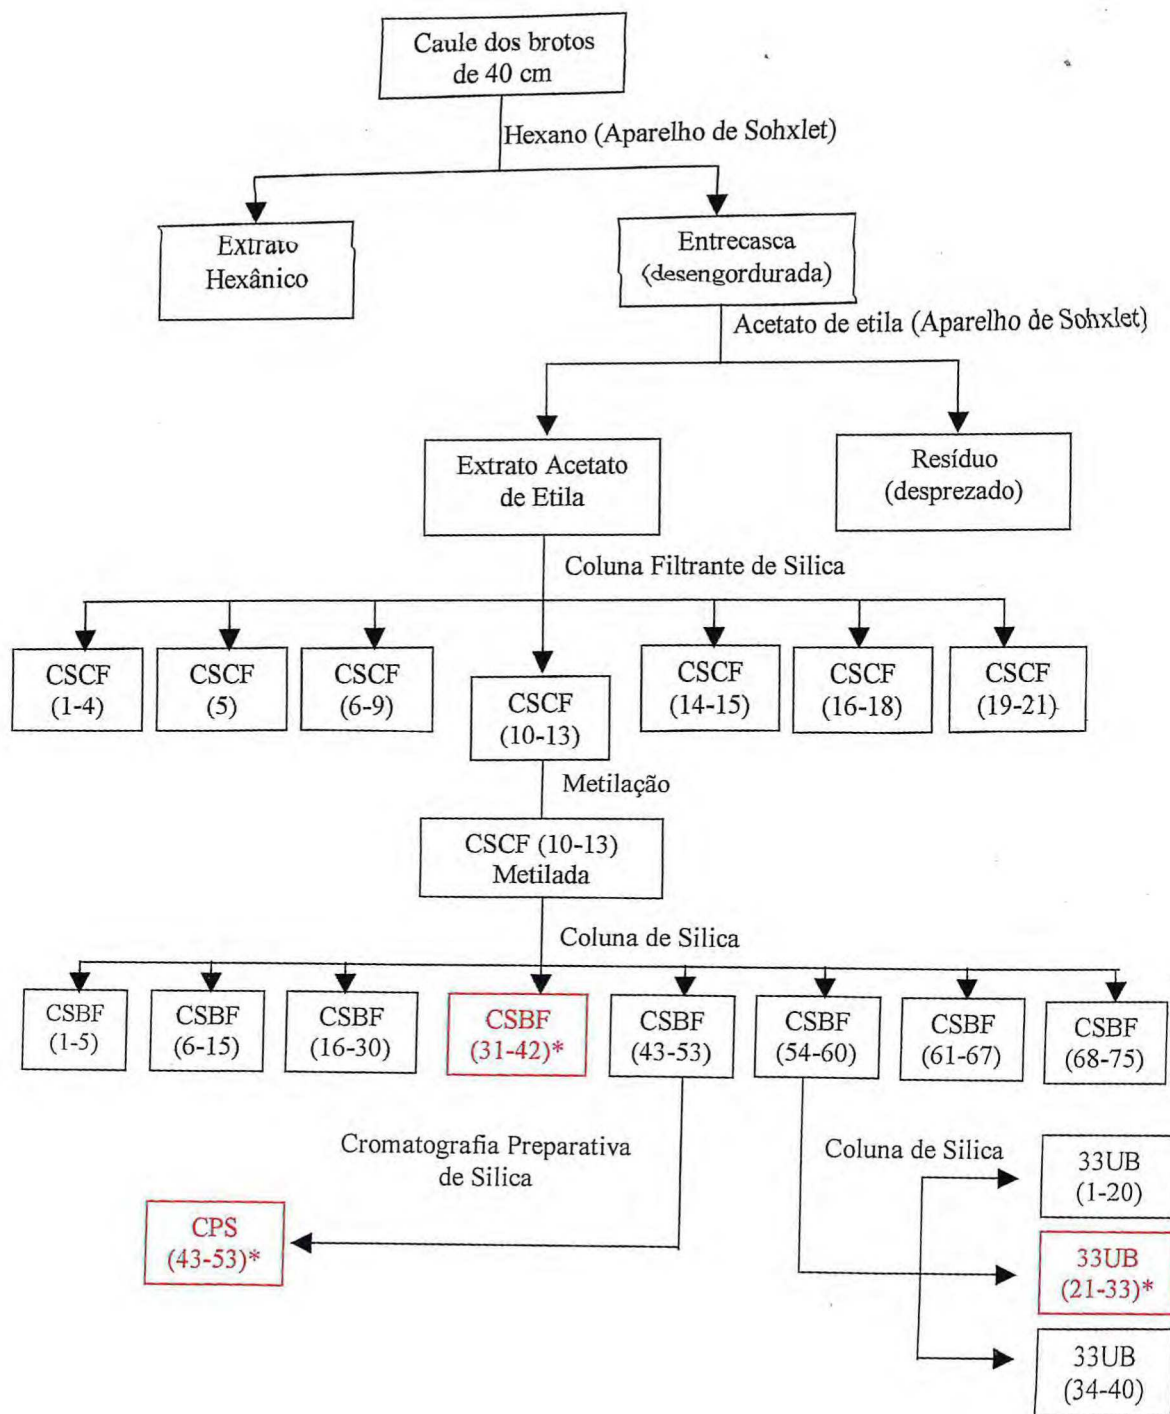 Caule dos brotos
de 40 cm
Hexano (Aparelho de Sohxlet)
Extrato
Hexânico
Entrecasca
(desengordurada)
Acetato de etila (Aparelho de Sohxlet)
Extrato Acetato
de Etila
Resíduo
(desprezado)
Coluna Filtrante de Silica
CSCF
(1-4)
CSCF
(5)
CSCF
(6-9)
CSCF
(10-13)
CSCF
(14-15)
CSCF
(16-18)
CSCF
(19-21)
Metilação
CSCF (10-13)
Metilada
Coluna de Silica
CSBF
(1-5)
CSBF
(6-15)
CSBF
(16-30)
CSBF
(31-42)*
CSBF
(43-53)
CSBF
(54-60)
CSBF
(61-67)
CSBF
(68-75)
Cromatografia Preparativa
de Silica
CPS
(43-53)*
Coluna de Silica
33UB
(1-20)
33UB
(21-33)*
33UB
(34-40)